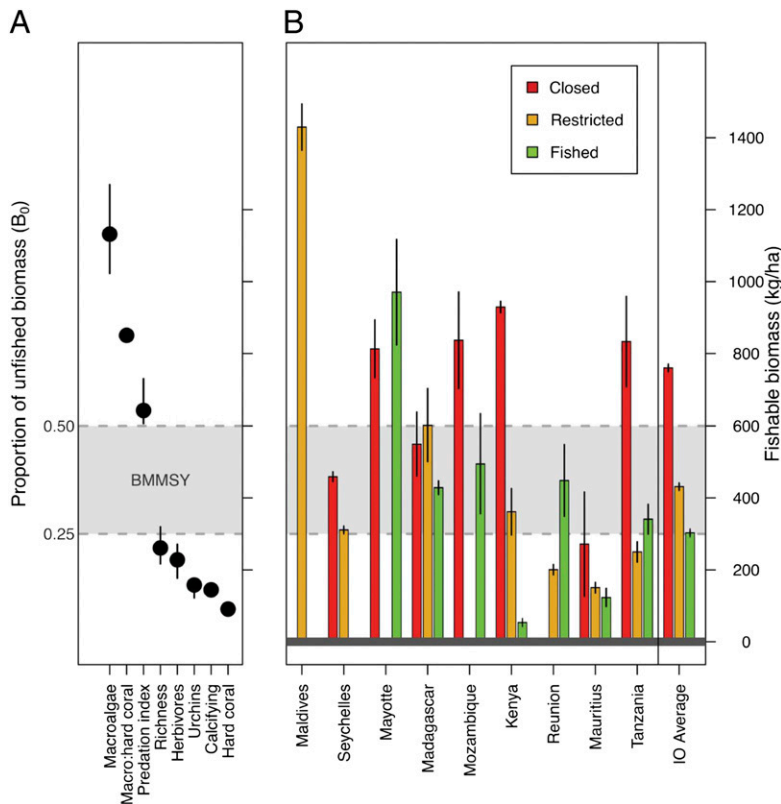 A
B
Proportion of unfished biomass (B0)
0.50
0.25
BMMSY
Macroalgae
Macro:hard coral
Predation index
Richness
Herbivores
Urchins
Calcifying
Hard coral
Closed
Restricted
Fished
1400
1200
1000
800
600
400
200
0
Fishable biomass (kg/ha)
Maldives
Seychelles
Mayotte
Madagascar
Mozambique
Kenya
Reunion
Mauritius
Tanzania
IO Average